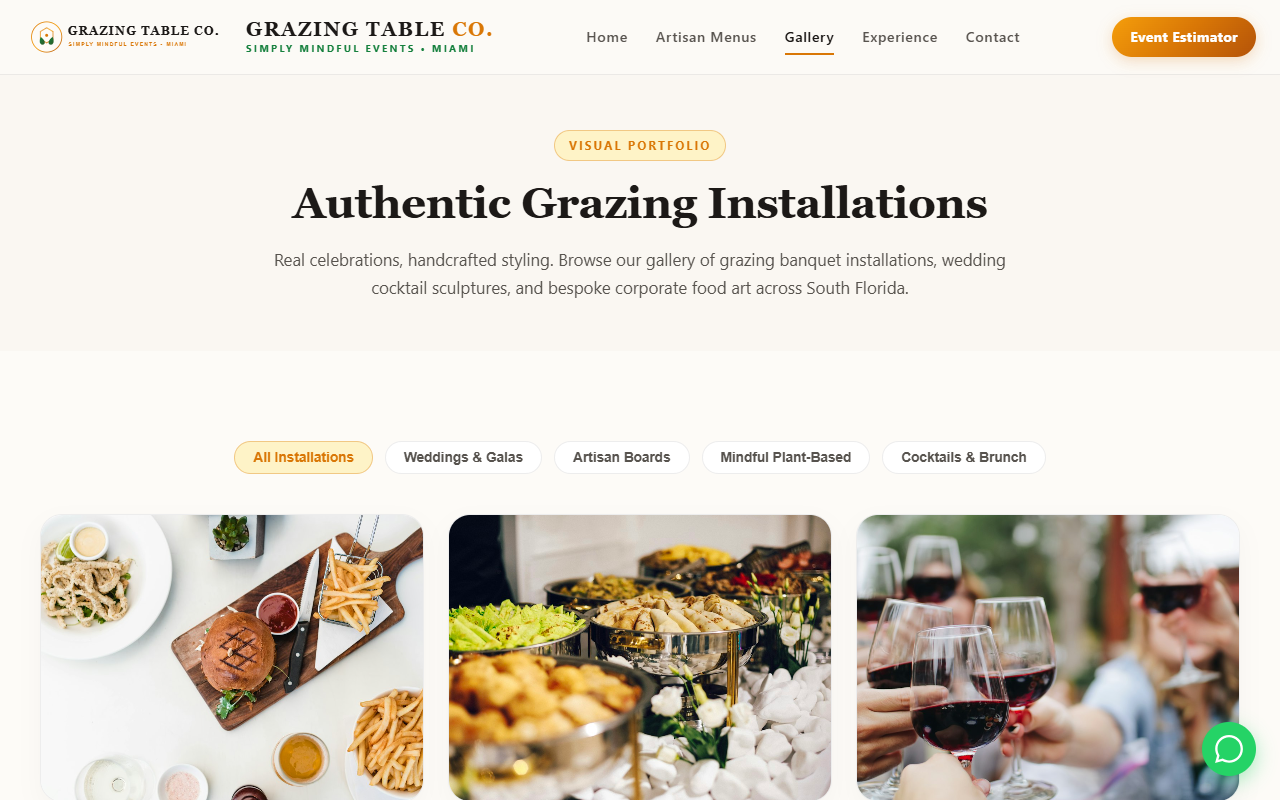 GRAZING TABLE CO.
SIMPLY MINDFUL EVENTS • MIAMI
GRAZING TABLE CO.
SIMPLY MINDFUL EVENTS • MIAMI
Home
Artisan Menus
Gallery
Experience
Contact
Event Estimator
VISUAL PORTFOLIO
Authentic Grazing Installations
Real celebrations, handcrafted styling. Browse our gallery of grazing banquet installations, wedding
cocktail sculptures, and bespoke corporate food art across South Florida.
All Installations
Weddings & Galas
Artisan Boards
Mindful Plant-Based
Cocktails & Brunch